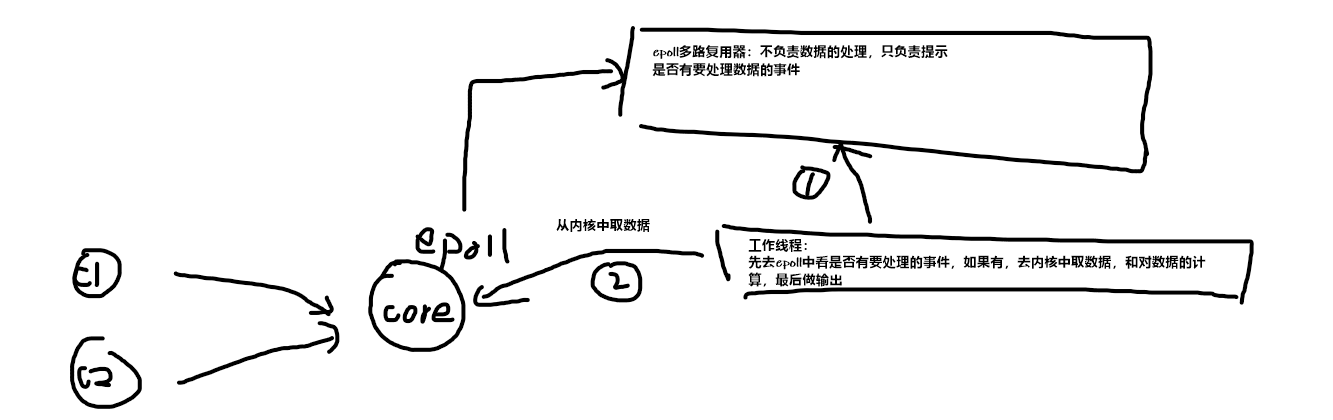 epoll多路复用器：不负责数据的处理，只负责提示
是否有要处理数据的事件
①
epoll
从内核中取数据
②
工作线程：
先去epoll中看是否有要处理的事件，如果有，去内核中取数据，和对数据的计
算，最后做输出
c1
core
c2